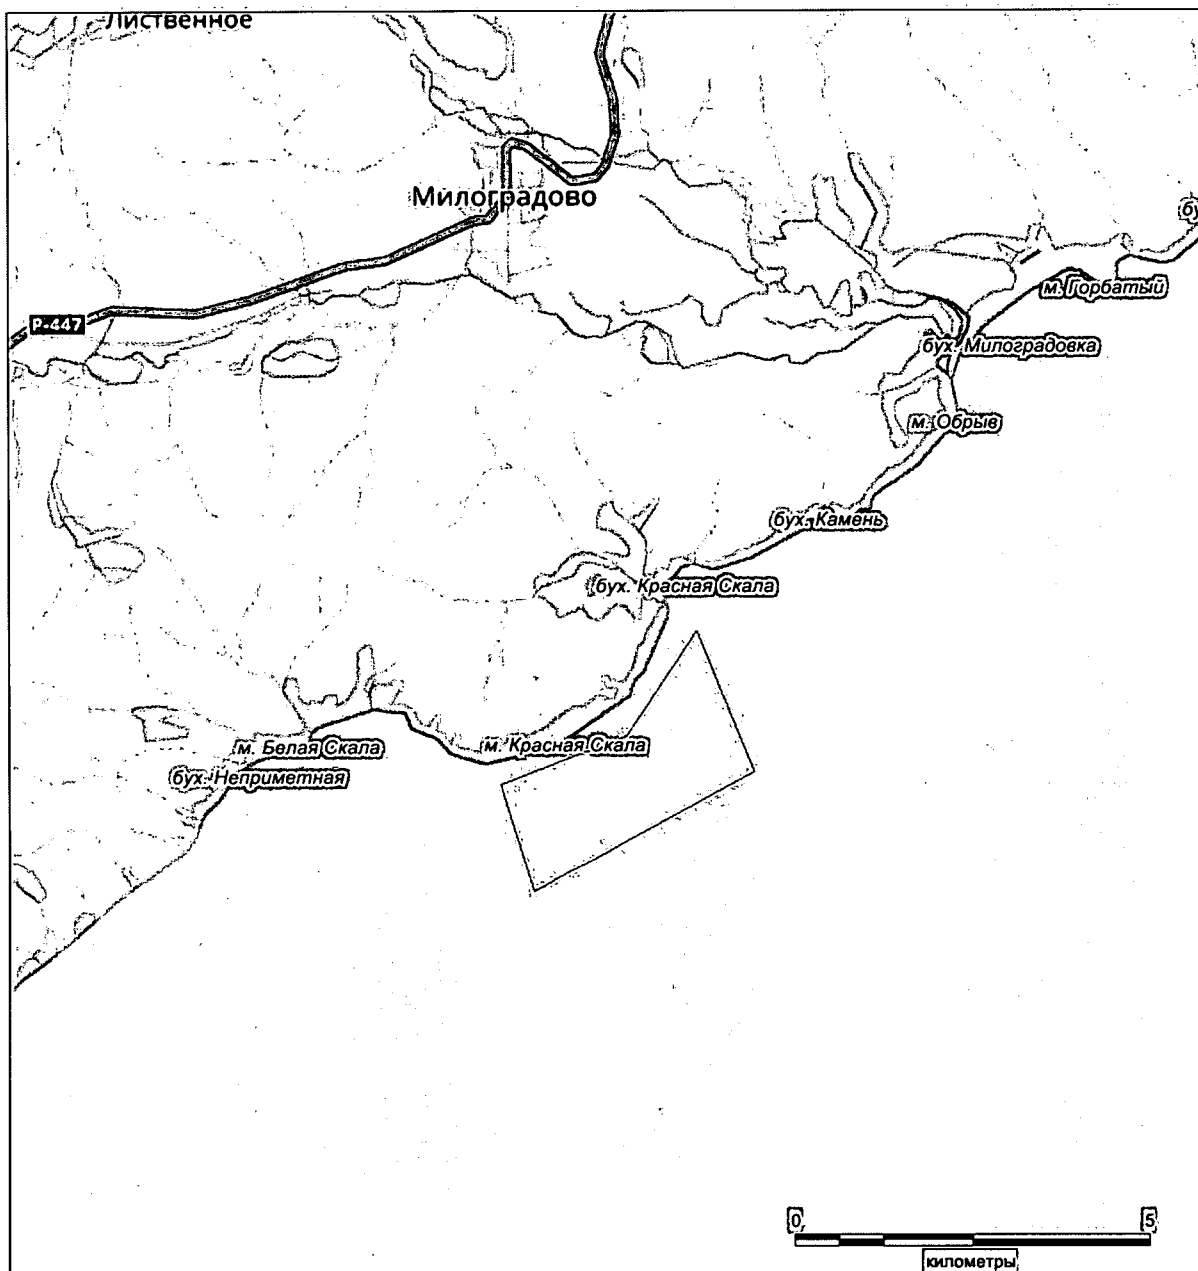 Лиственное
Милоградово
бу
м. Горбатый
Р-447
бух. Милоградовка
м. Обрыв
бух. Камень
бух. Красная Скала
м. Белая Скала
м. Красная Скала
бух. Неприметная
0 5
километры